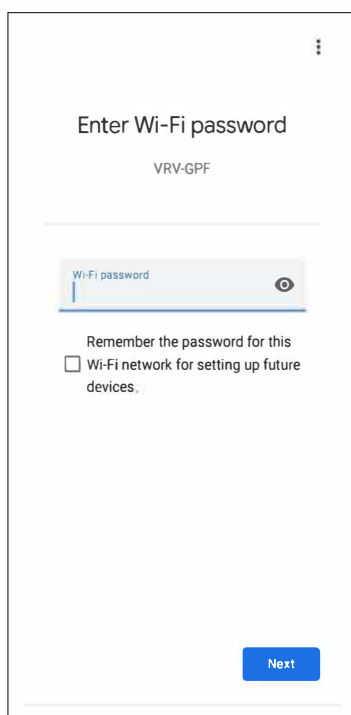 Enter Wi-Fi password
VRV-GPF
Wi-Fi password
Remember the password for this
Wi-Fi network for setting up future
devices.
Next